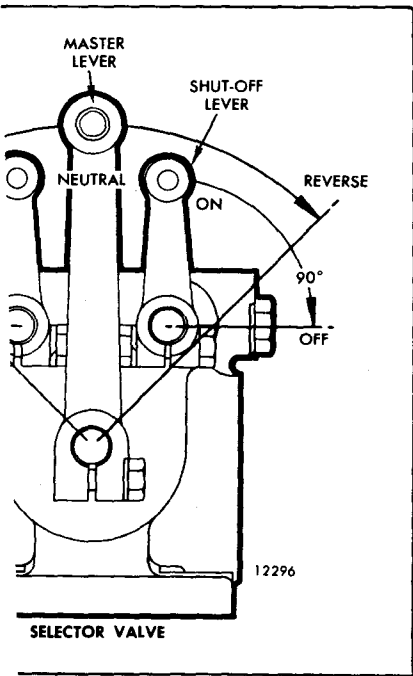 MASTER
LEVER
SHUT-OFF
LEVER
NEUTRAL
REVERSE
ON
90°
OFF
12296
SELECTOR VALVE